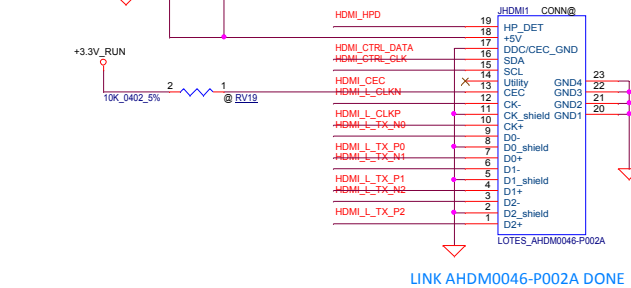 JHDMI1 CONN@
HDMI_HPD
19 HP_DET
18 +5V
17 DDC/CEC_GND
+3.3V_RUN
HDMI_CTRL_DATA
16 SDA
HDMI_CTRL_CLK
15 SCL
14 Utility GND4 23
HDMI_CEC
13 CEC GND3 22
10K_0402_5% 2 1 @ RV19
HDMI_L_CLKN
12 CK- GND2 21
11 CK_shield GND1 20
HDMI_L_CLKP
10 CK+
HDMI_L_TX_N0
9 D0-
8 D0_shield
HDMI_L_TX_P0
7 D0+
HDMI_L_TX_N1
6 D1-
5 D1_shield
HDMI_L_TX_P1
4 D1+
HDMI_L_TX_N2
3 D2-
2 D2_shield
HDMI_L_TX_P2
1 D2+
LOTES_AHDM0046-P002A
LINK AHDM0046-P002A DONE